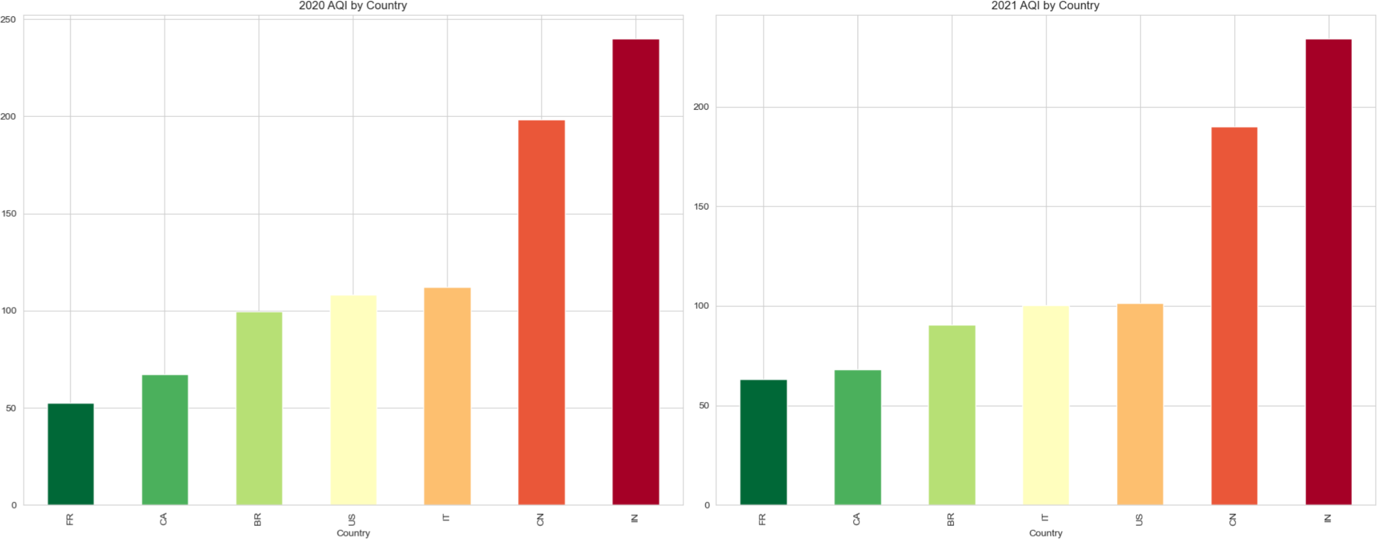 2020 AQI by Country
250
200
150
100
50
0
FR CA BR US IT CN IN
Country
2021 AQI by Country
200
150
100
50
0
FR CA BR IT US CN IN
Country